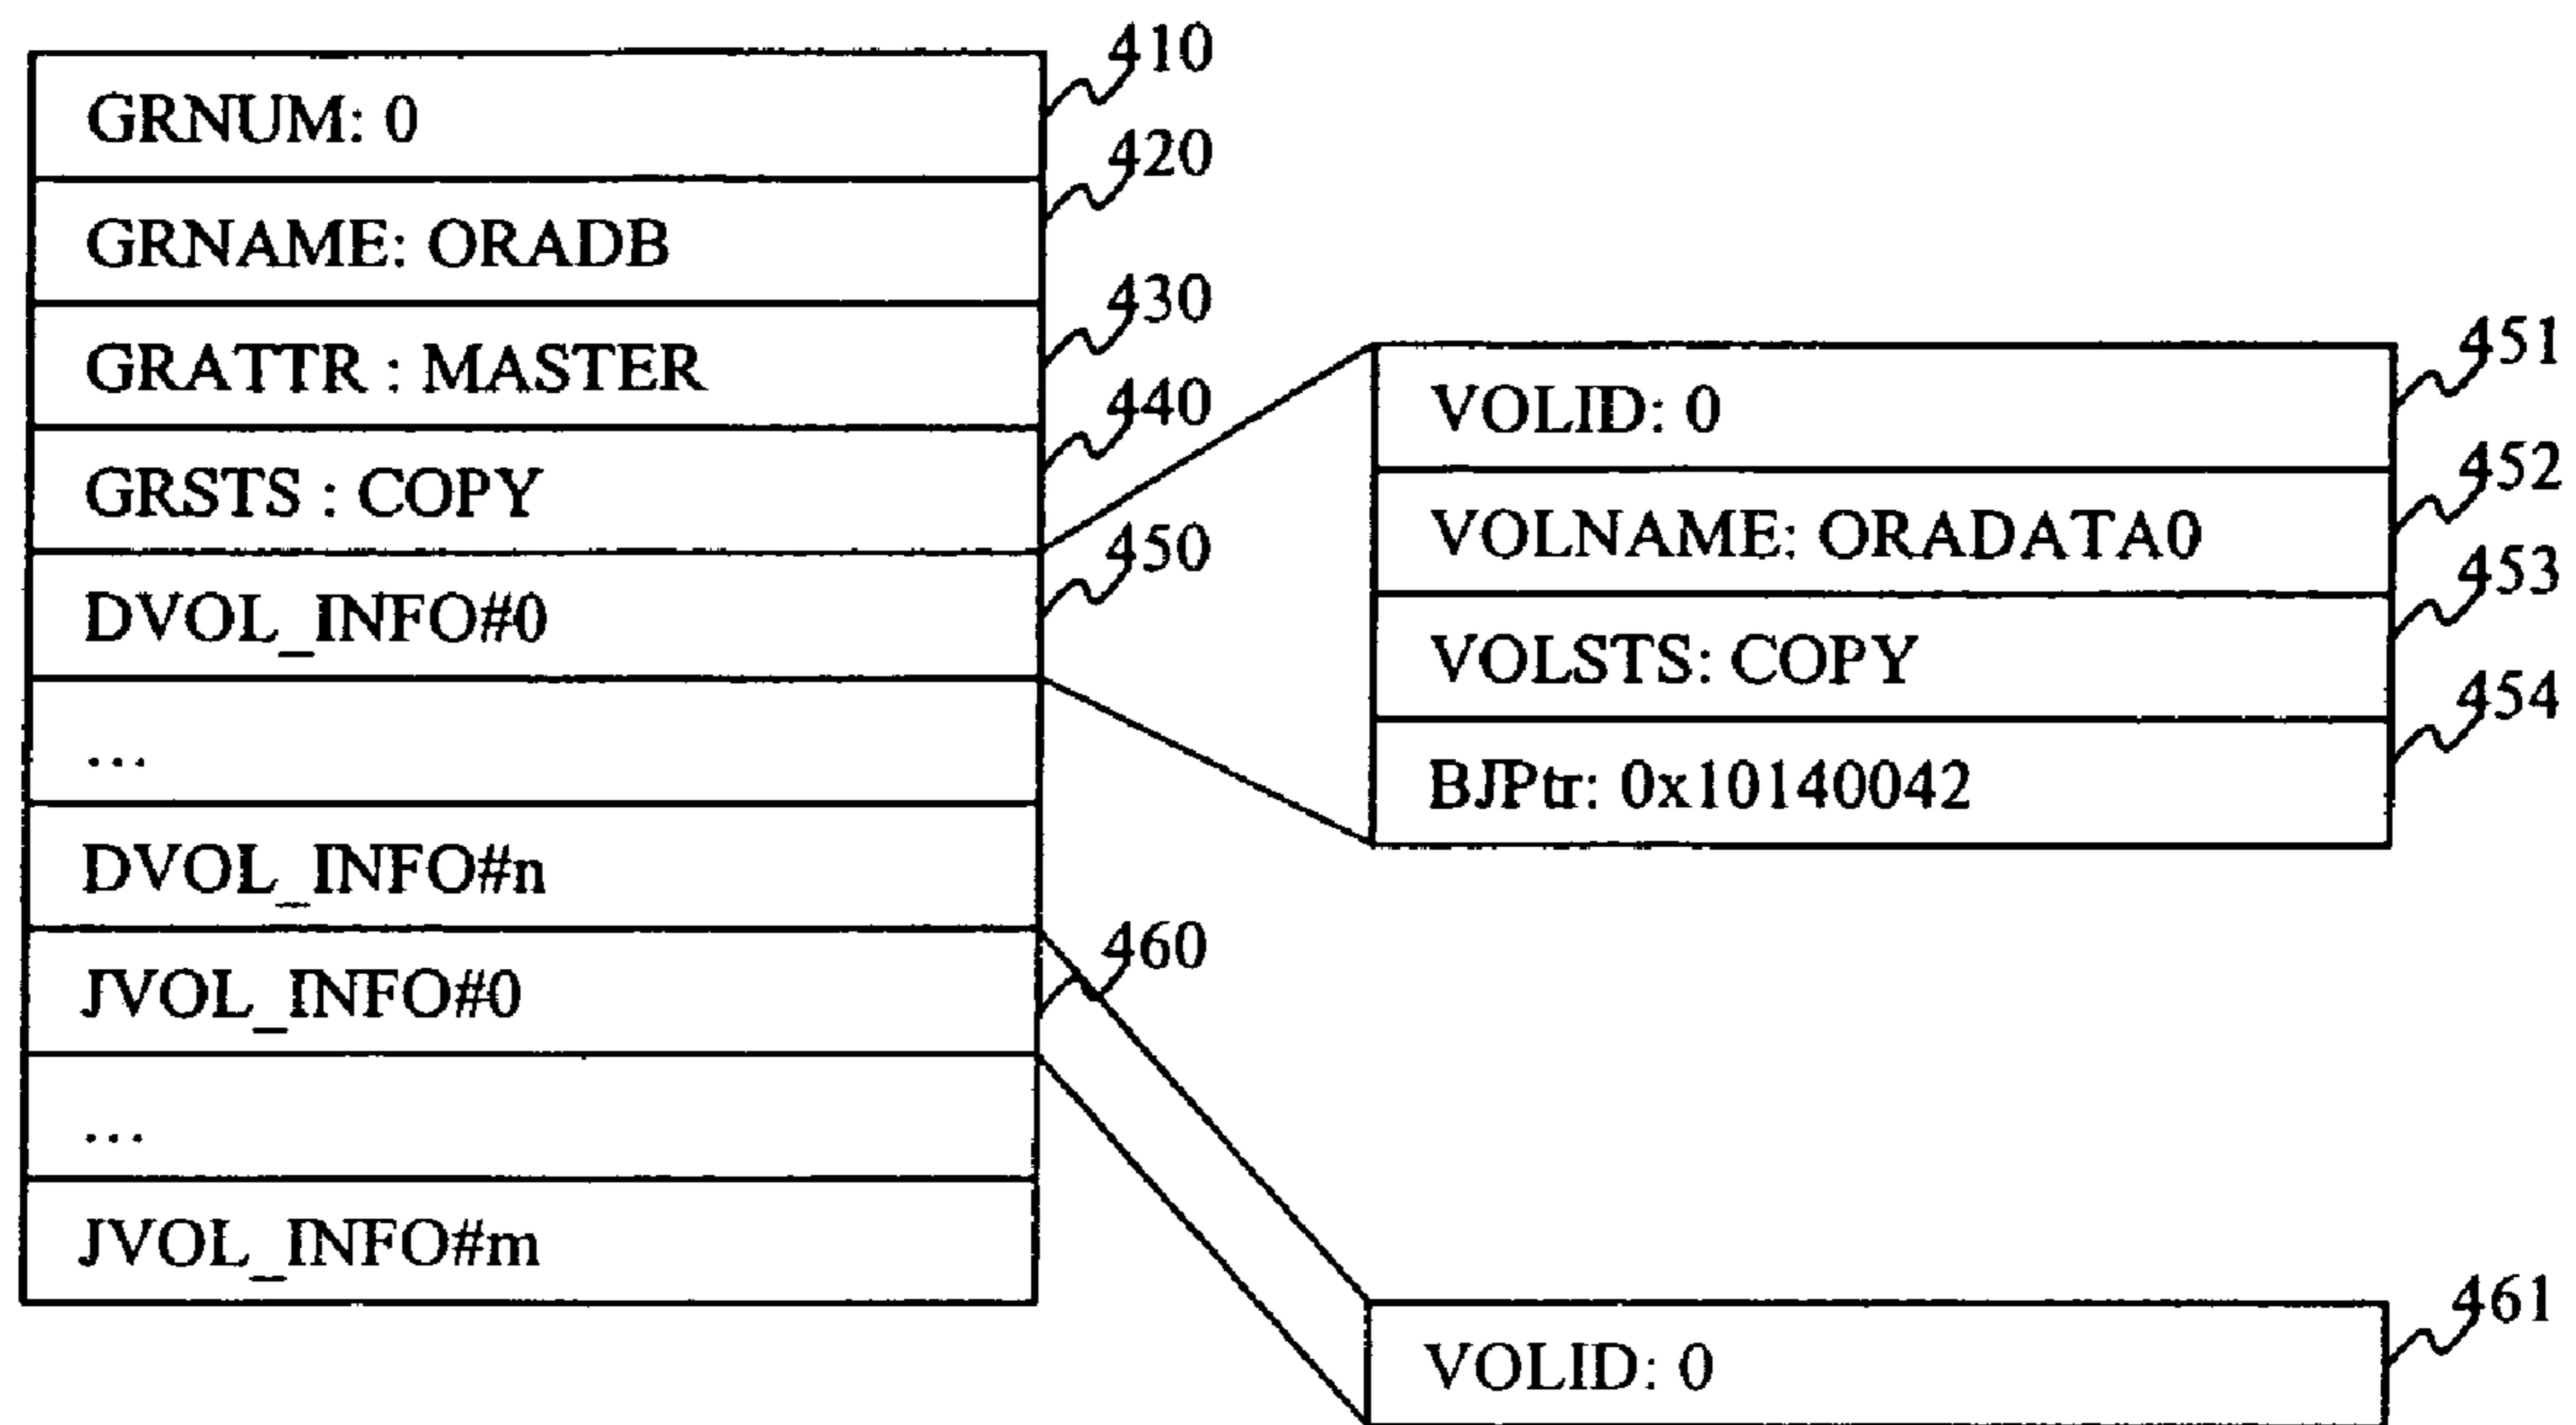 410
GRNUM: 0
420
GRNAME: ORADB
430
GRATTR : MASTER
440
GRSTS : COPY
450
DVOL_INFO#0
...
DVOL_INFO#n
460
JVOL_INFO#0
...
JVOL_INFO#m
451
VOLID: 0
452
VOLNAME: ORADATA0
453
VOLSTS: COPY
454
BJPtr: 0x10140042
461
VOLID: 0